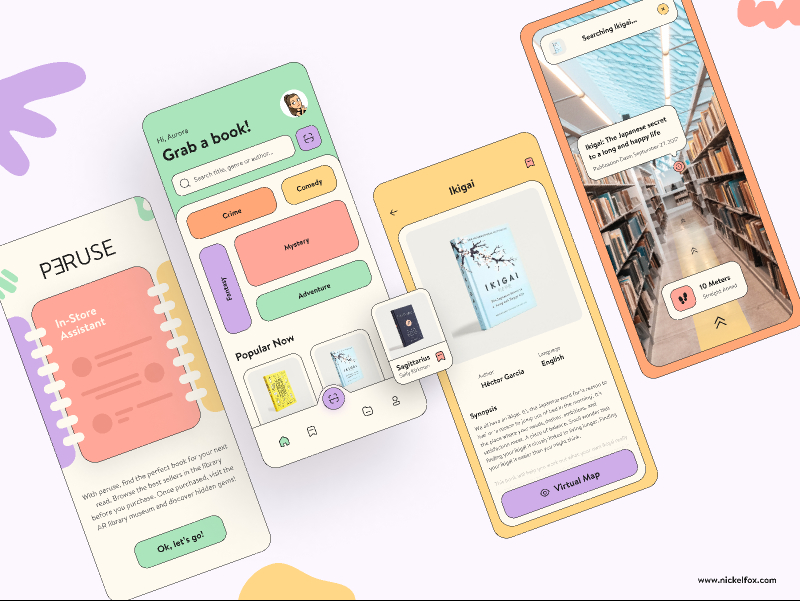 PERUSE
In-Store
Assistant
With peruse, find the perfect book for your next
read. Browse the best sellers in the library
before you purchase. Once purchased, visit the
AR library museum and discover hidden gems!
Ok, let's go!
Hi, Aurora
Grab a book!
Search title, genre or author...
Crime
Comedy
Fantasy
Mystery
Adventure
Popular Now
IKIGAI
Sagittarius
Sally Kirkman
Ikigai
IKIGAI
Author
Héctor García
Language
English
Synopsis
We all have an ikigai. It's the Japanese word for 'a reason to
live' or 'a reason to jump out of bed in the morning'. It's
the place where your needs, desires, ambitions, and
satisfaction meet. A place of balance. Small wonder that
finding your ikigai is closely linked to living longer. Finding
your ikigai is easier than you might think.
This book will help you work out what your own ikigai really
Virtual Map
Searching Ikigai...
Ikigai: The Japanese secret
to a long and happy life
Publication Date: September 27, 2017
10 Meters
Straight Ahead
www.nickelfox.com